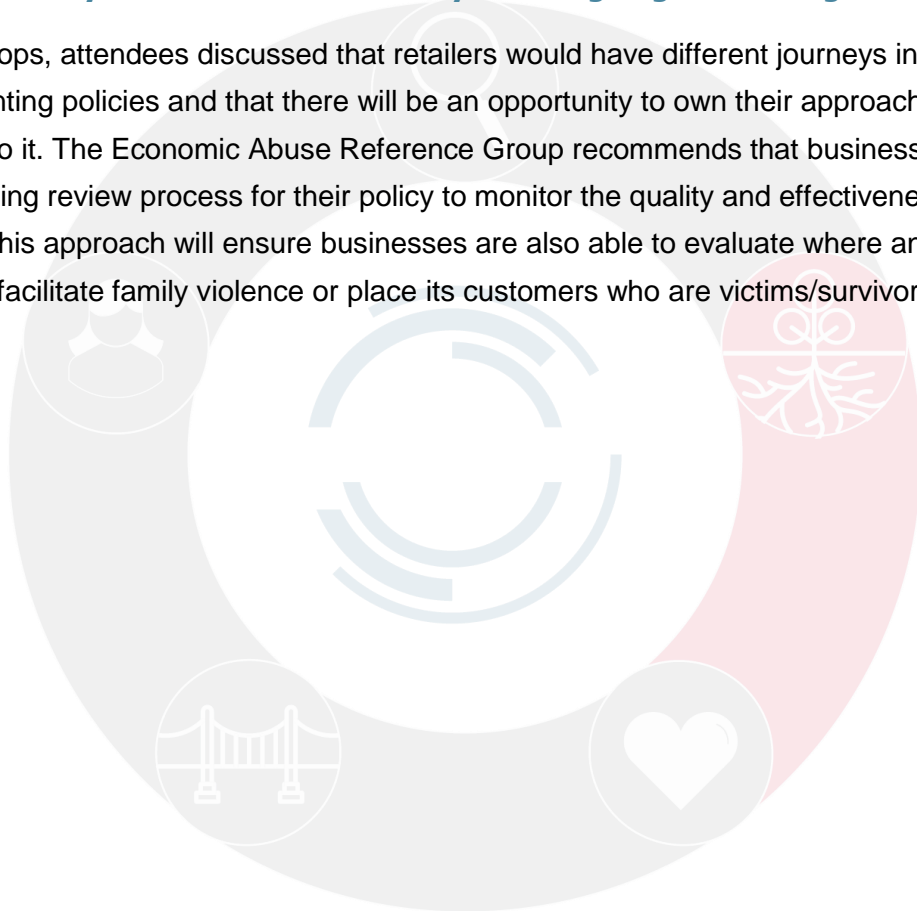 ops, attendees discussed that retailers would have different journeys in
nting policies and that there will be an opportunity to own their approach
o it. The Economic Abuse Reference Group recommends that business
ing review process for their policy to monitor the quality and effectivene
his approach will ensure businesses are also able to evaluate where an
facilitate family violence or place its customers who are victims/survivor